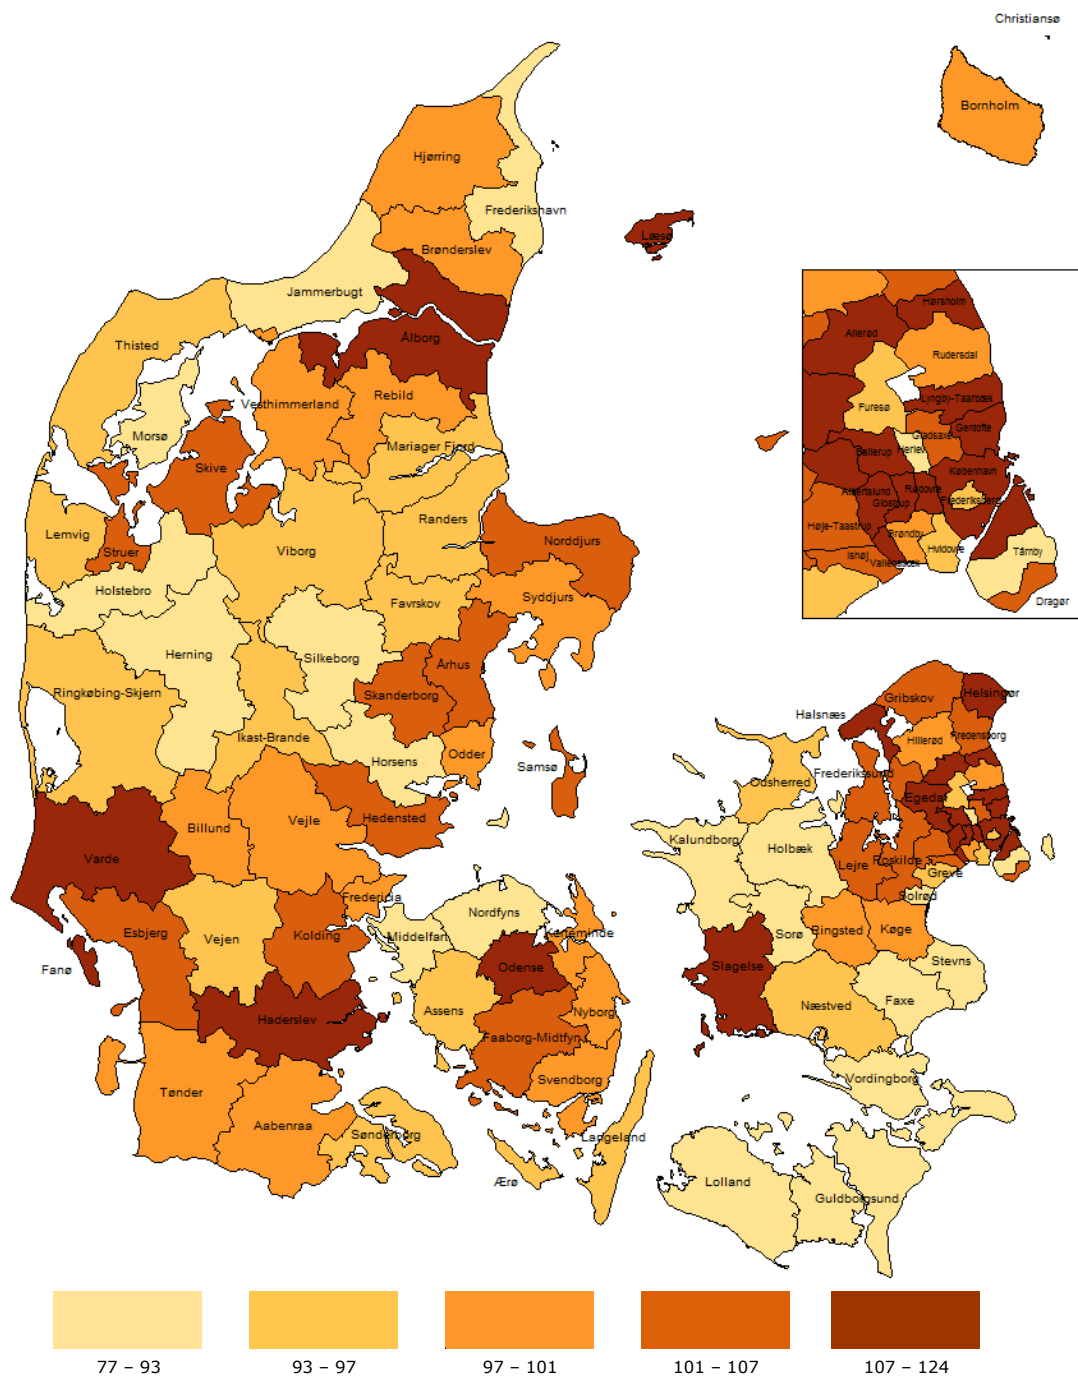 Christiansø
Bornholm
Hjørring
Frederikshavn
Læsø
Brønderslev
Jammerbugt
Ålborg
Thisted
Vesthimmerland
Rebild
Morsø
Mariager Fjord
Skive
Randers
Lemvig
Struer
Viborg
Norddjurs
Holstebro
Favrskov
Syddjurs
Herning
Silkeborg
Århus
Ringkøbing-Skjern
Skanderborg
Ikast-Brande
Horsens
Odder
Samsø
Hedensted
Billund
Vejle
Varde
Fredericia
Esbjerg
Vejen
Kolding
Fanø
Middelfart
Nordfyns
Kerteminde
Odense
Haderslev
Assens
Nyborg
Faaborg-Midtfyn
Svendborg
Tønder
Aabenraa
Sønderborg
Langeland
Ærø
Hørsholm
Allerød
Rudersdal
Furesø
Lyngby-Taarbæk
Gentofte
Gladsaxe
Herlev
Ballerup
København
Albertslund
Rødovre
Glostrup
Frederiksberg
Høje-Taastrup
Brøndby
Hvidovre
Ishøj
Vallensbæk
Tårnby
Dragør
Gribskov
Helsingør
Halsnæs
Hillerød
Fredensborg
Odsherred
Frederikssund
Egedal
Kalundborg
Holbæk
Lejre
Roskilde
Greve
Solrød
Sorø
Ringsted
Køge
Stevns
Slagelse
Næstved
Faxe
Vordingborg
Lolland
Guldborgsund
77 – 93
93 – 97
97 – 101
101 – 107
107 – 124